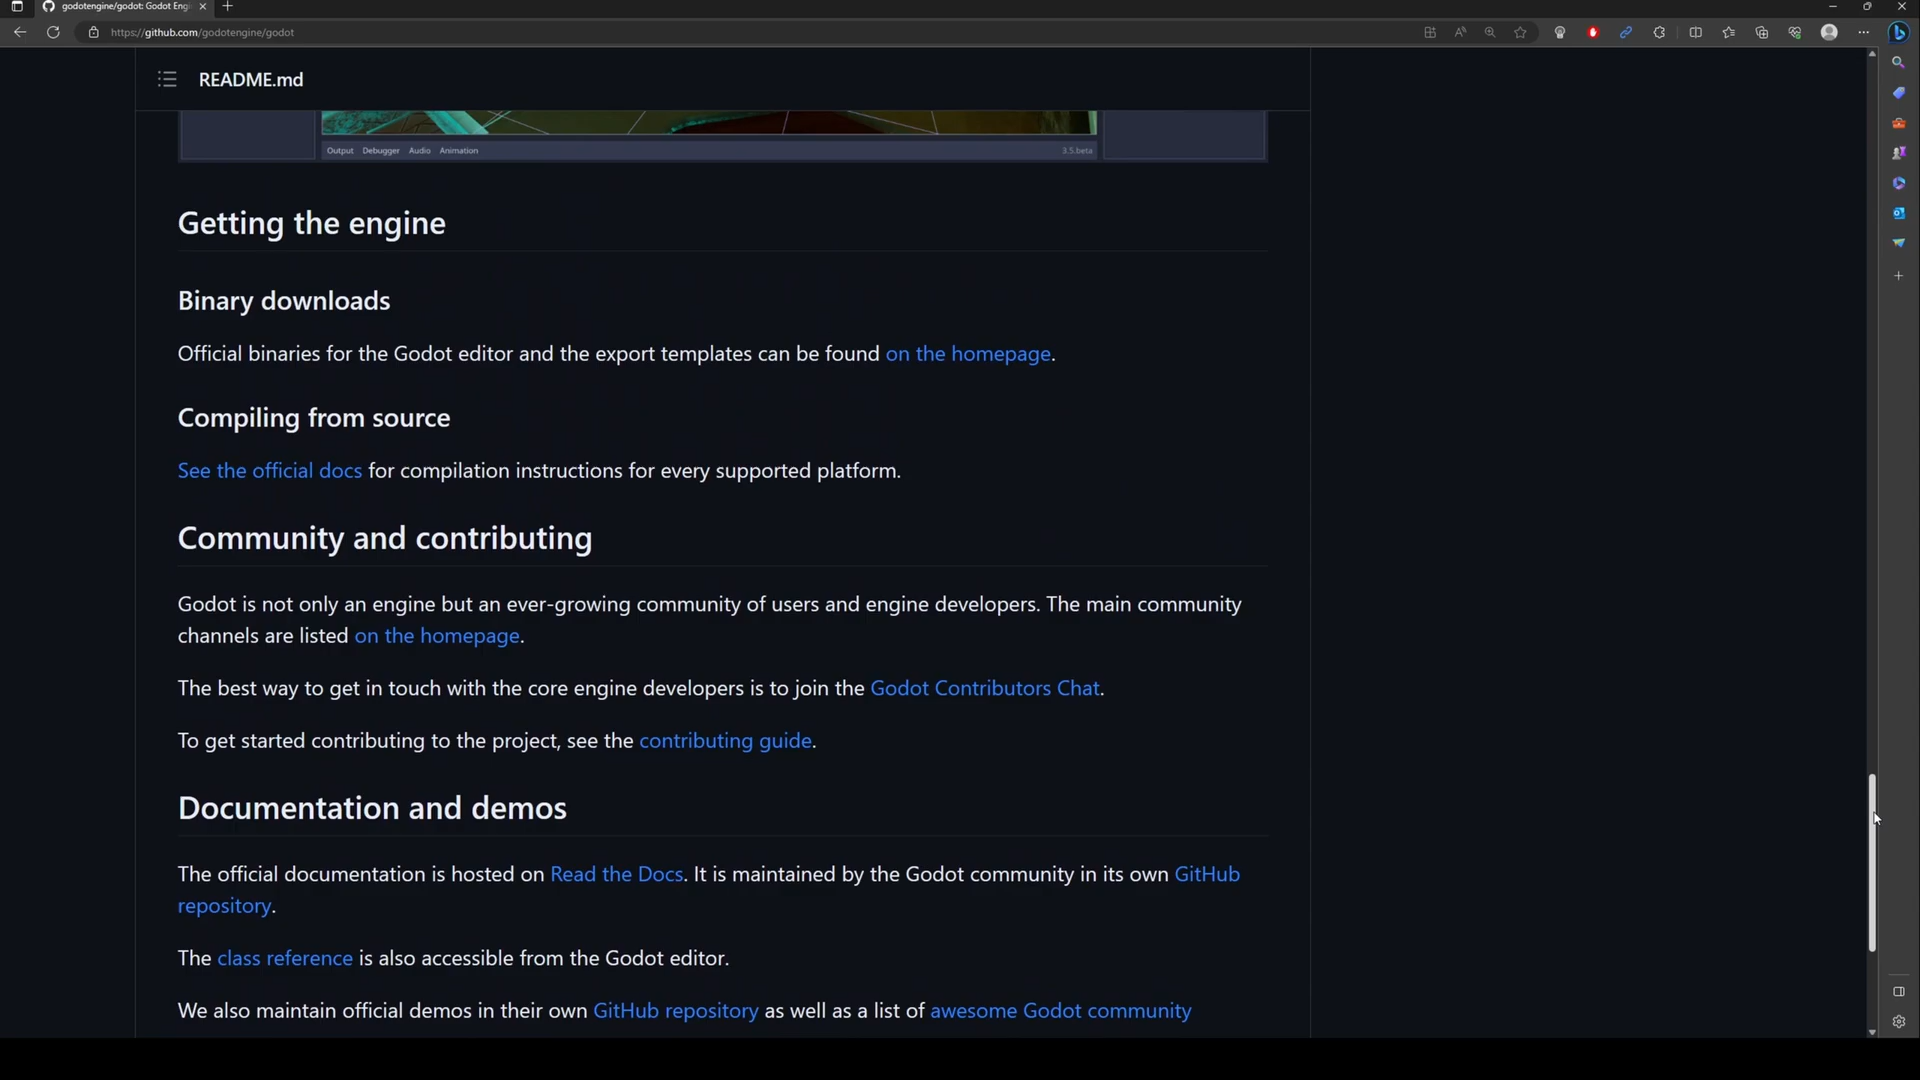 godotengine/godot: Godot Engi
https://github.com/godotengine/godot
README.md
Output Debugger Audio Animation 3.5.beta
Getting the engine
Binary downloads
Official binaries for the Godot editor and the export templates can be found on the homepage.
Compiling from source
See the official docs for compilation instructions for every supported platform.
Community and contributing
Godot is not only an engine but an ever-growing community of users and engine developers. The main community
channels are listed on the homepage.
The best way to get in touch with the core engine developers is to join the Godot Contributors Chat.
To get started contributing to the project, see the contributing guide.
Documentation and demos
The official documentation is hosted on Read the Docs. It is maintained by the Godot community in its own GitHub
repository.
The class reference is also accessible from the Godot editor.
We also maintain official demos in their own GitHub repository as well as a list of awesome Godot community